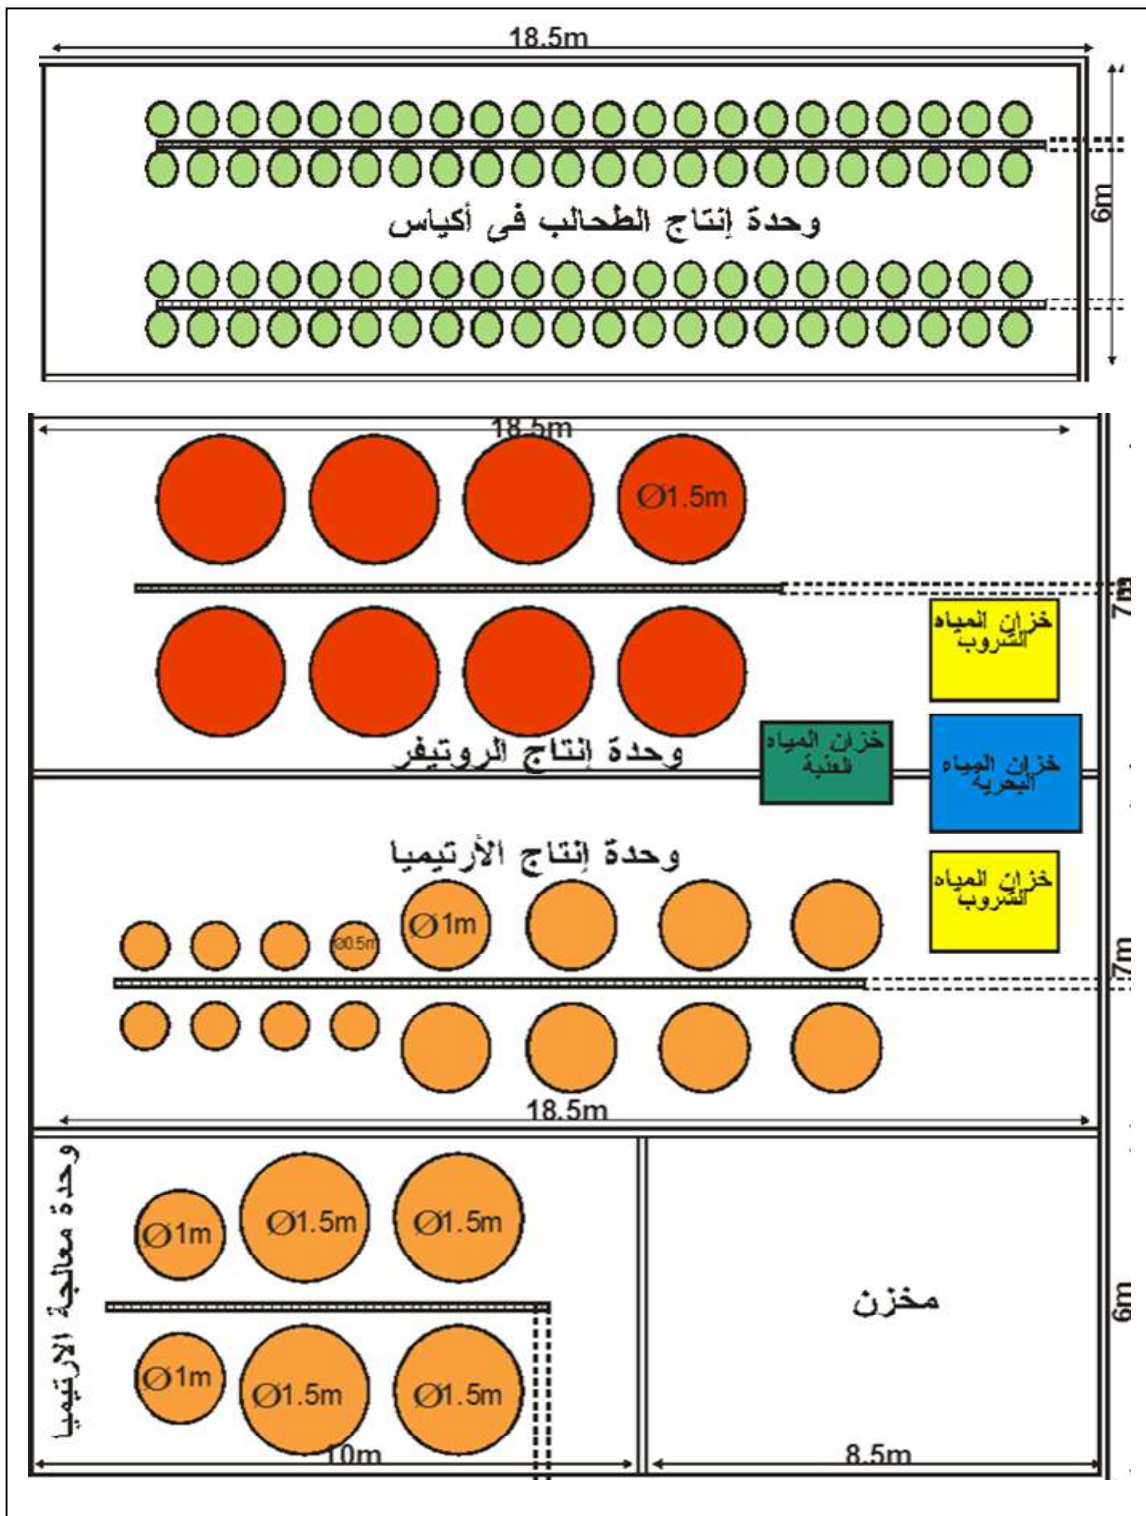 18.5m
6m
وحدة إنتاج الطحالب فى أكياس
18.5m
Ø1.5m
7m
خزان المياه
الشروب
خزان المياه
العذبة
خزان المياه
البحرية
وحدة إنتاج الروتيفر
وحدة إنتاج الأرتيميا
خزان المياه
الشروب
Ø1m
Ø0.5m
7m
18.5m
وحدة معالجة الارتيميا
Ø1m
Ø1.5m
Ø1.5m
مخزن
6m
Ø1m
Ø1.5m
Ø1.5m
10m
8.5m